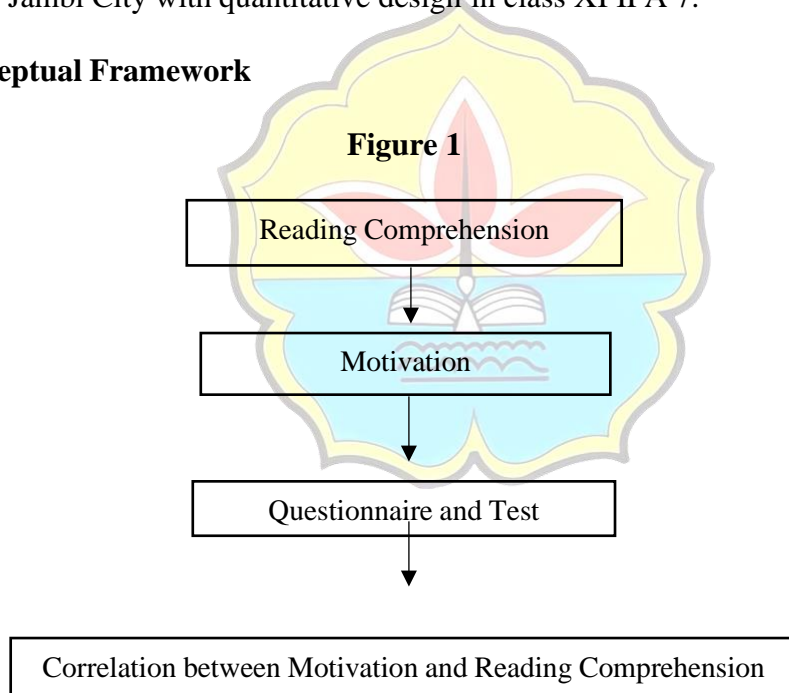 Jambi City with quantitative design in class XI IPA 7.
eptual Framework
Figure 1
Reading Comprehension
Motivation
Questionnaire and Test
Correlation between Motivation and Reading Comprehension